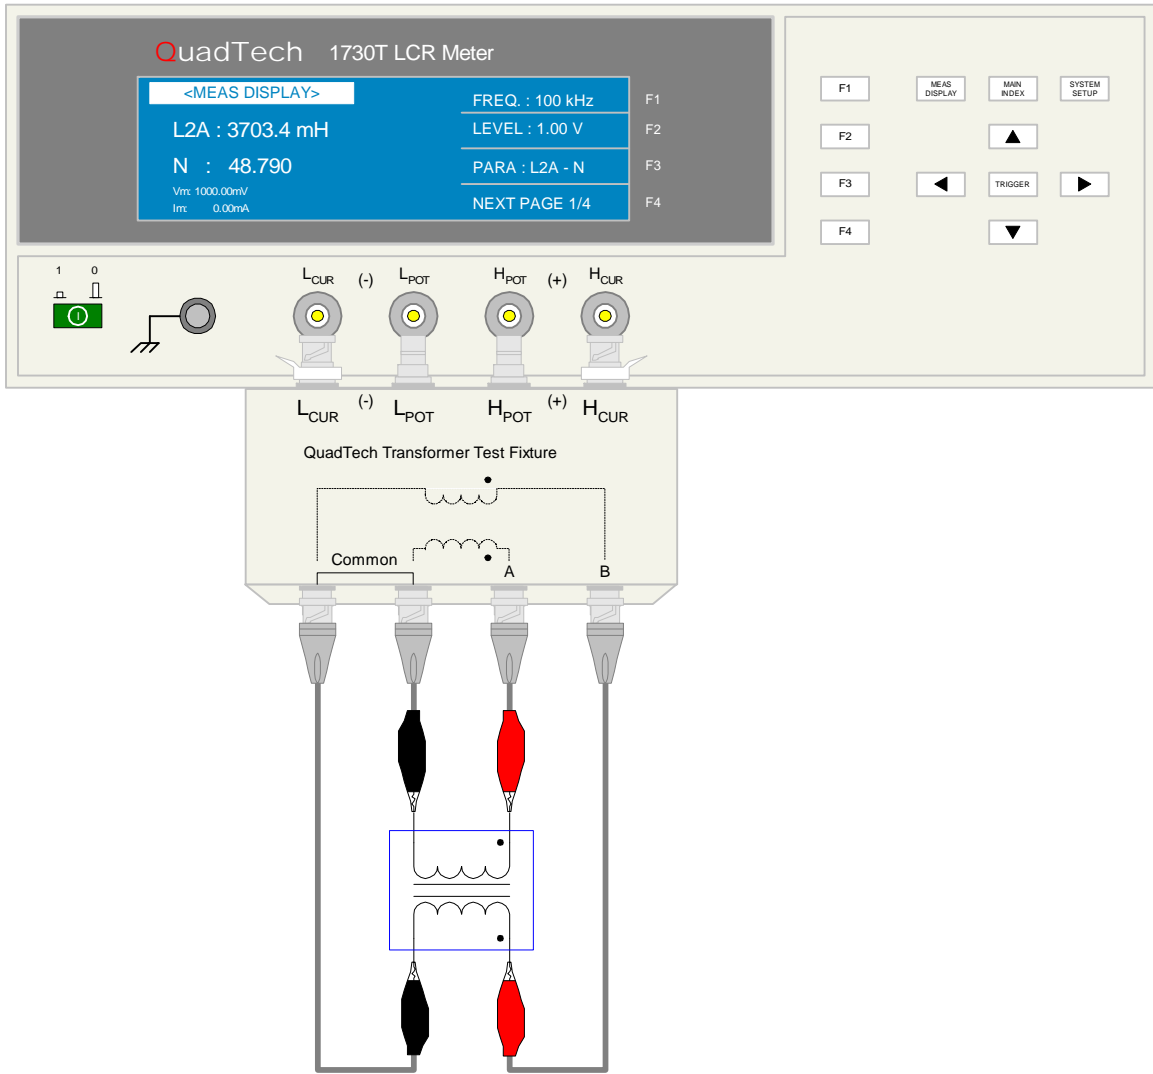 QuadTech 1730T LCR Meter
<MEAS DISPLAY>
L2A : 3703.4 mH
N : 48.790
Vm: 1000.00mV
Im: 0.00mA
FREQ. : 100 kHz
LEVEL : 1.00 V
PARA : L2A - N
NEXT PAGE 1/4
F1
F2
F3
F4
F1
F2
F3
F4
MEAS
DISPLAY
MAIN
INDEX
SYSTEM
SETUP
TRIGGER
1 0
I
LCUR (-) LPOT HPOT (+) HCUR
LCUR (-) LPOT HPOT (+) HCUR
QuadTech Transformer Test Fixture
Common
A B